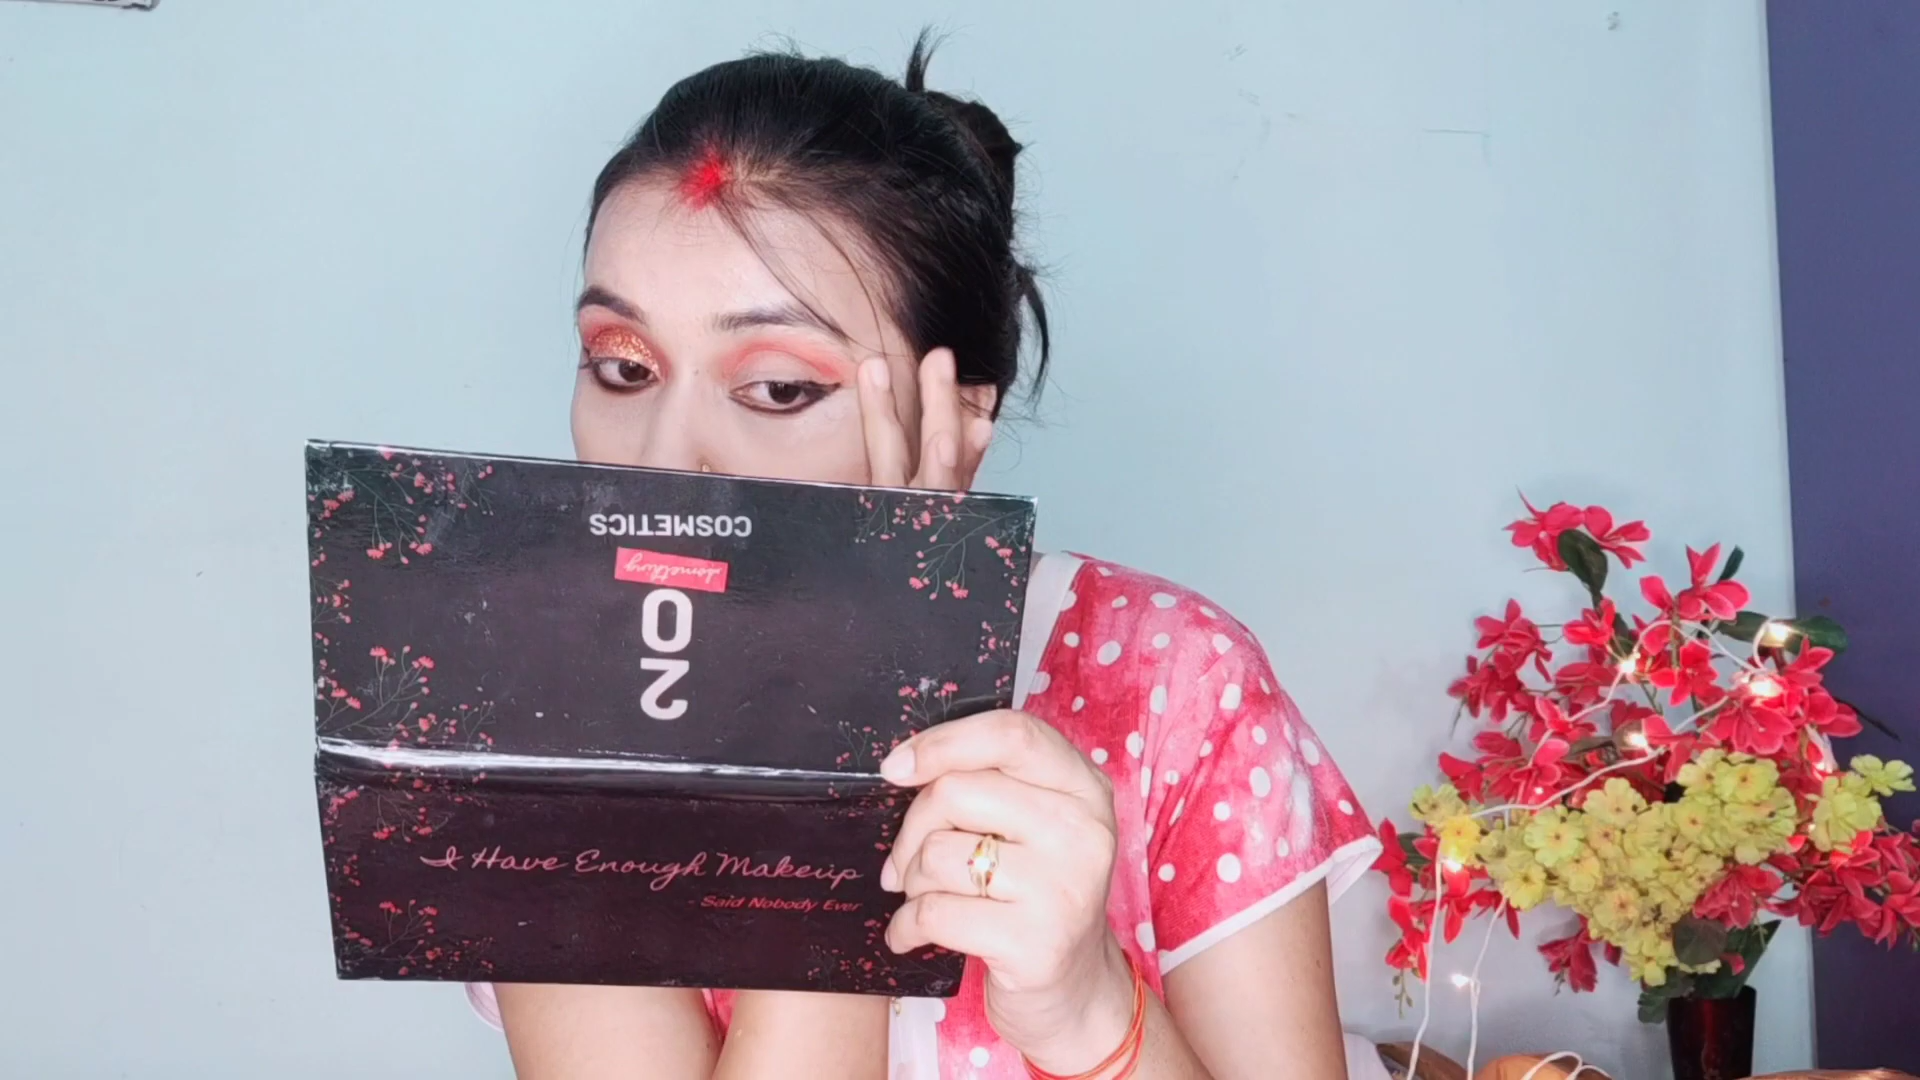 COSMETICS
something
20
I Have Enough Makeup
- Said Nobody Ever